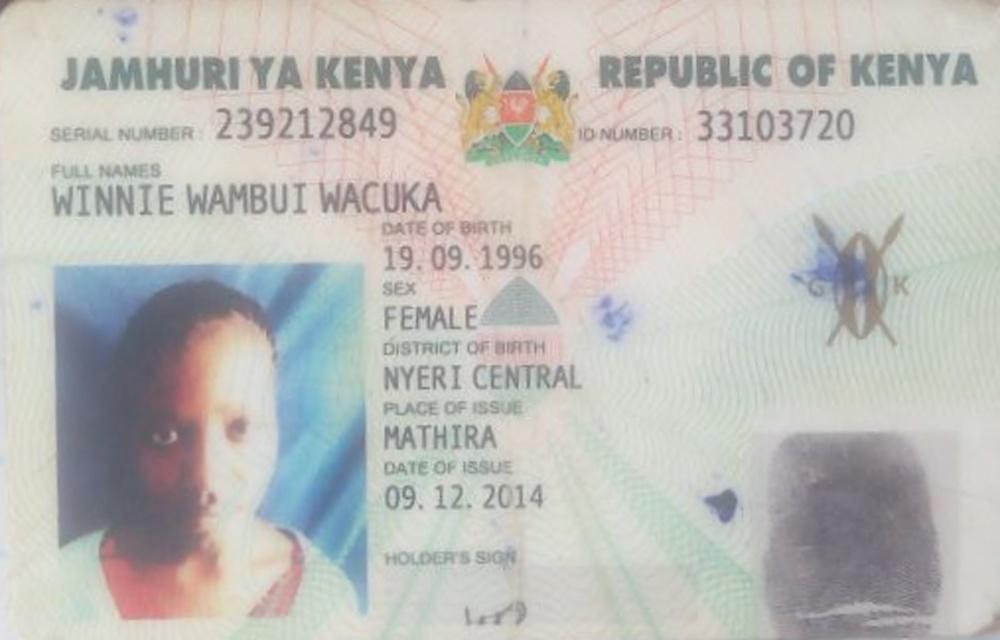 JAMHURI YA KENYA REPUBLIC OF KENYA
SERIAL NUMBER : 239212849 ID NUMBER : 33103720
FULL NAMES
WINNIE WAMBUI WACUKA
DATE OF BIRTH
19. 09. 1996
SEX
FEMALE
DISTRICT OF BIRTH
NYERI CENTRAL
PLACE OF ISSUE
MATHIRA
DATE OF ISSUE
09. 12. 2014
HOLDER'S SIGN
G K